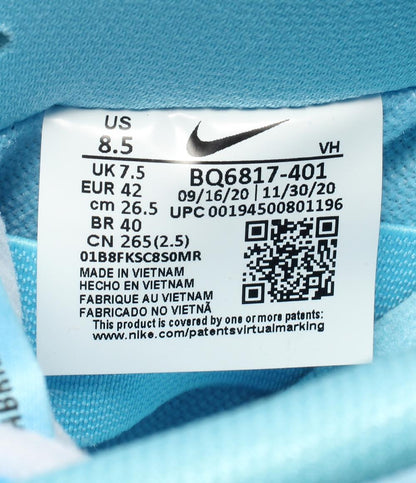 US
8.5
VH
UK 7.5
BQ6817-401
EUR 42
09/16/20 | 11/30/20
cm 26.5
UPC 00194500801196
BR 40
CN 265(2.5)
01B8FKSC8S0MR
MADE IN VIETNAM
HECHO EN VIETNAM
FABRIQUE AU VIETNAM
FABRICADO NO VIETNÃ
This product is covered by one or more patents:
www.nike.com/patentsvirtualmarking